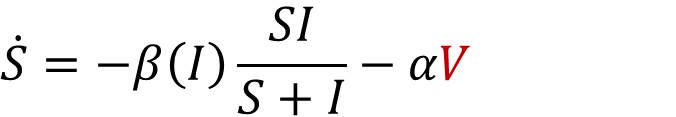 Ṡ = −β(I) SI / (S + I) − αV